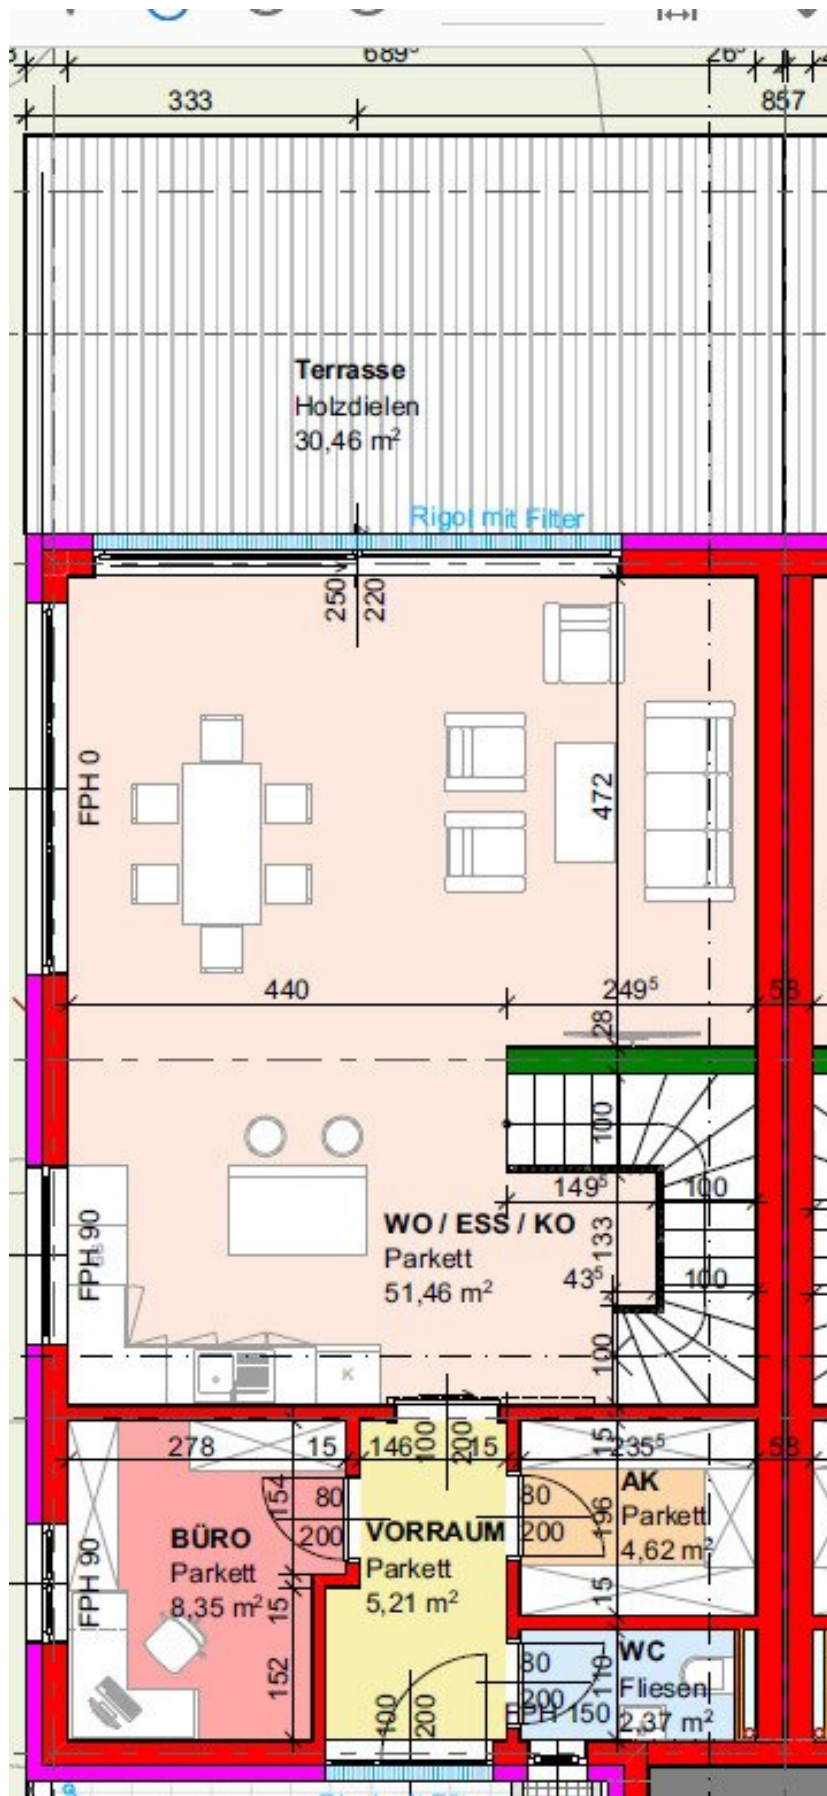 689⁵
26⁵
333
857
Terrasse
Holzdielen
30,46 m²
Rigol mit Filter
250
220
FPH 0
472
440
249⁵
58
28
100
149⁵
100
WO / ESS / KO
Parkett
51,46 m²
133
43⁵
100
FPH 90
100
K
278
15
146
100
200
15
15
235⁵
58
154
80
200
80
200
196
AK
Parkett
4,62 m²
BÜRO
Parkett
8,35 m²
VORRAUM
Parkett
5,21 m²
FPH 90
15
15
152
100
200
80
200
110
WC
Fliesen
2,37 m²
FPH 150